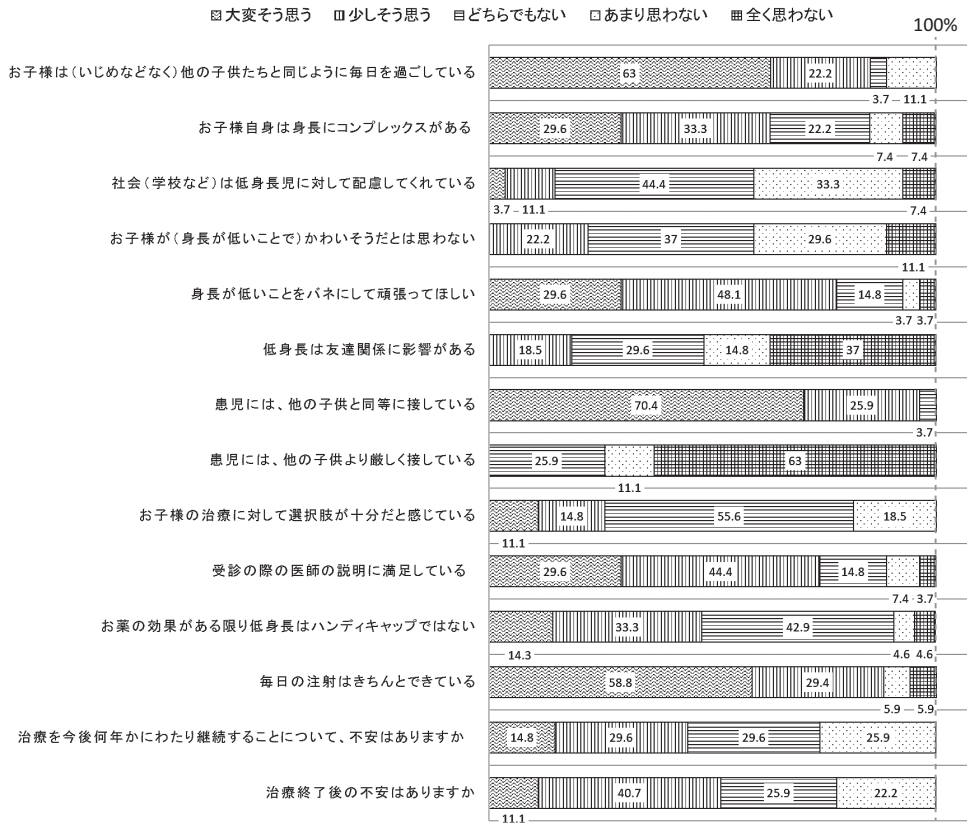 大変そう思う 少しそう思う どちらでもない あまり思わない 全く思わない
100%
お子様は(いじめなどなく)他の子供たちと同じように毎日を過ごしている 63 22.2
3.7 11.1
お子様自身は身長にコンプレックスがある 29.6 33.3 22.2
7.4 7.4
社会(学校など)は低身長児に対して配慮してくれている 44.4 33.3
3.7 11.1 7.4
お子様が(身長が低いことで)かわいそうだとは思わない 22.2 37 29.6
11.1
身長が低いことをバネにして頑張ってほしい 29.6 48.1 14.8
3.7 3.7
低身長は友達関係に影響がある 18.5 29.6 14.8 37
患児には、他の子供と同等に接している 70.4 25.9
3.7
患児には、他の子供より厳しく接している 25.9 63
11.1
お子様の治療に対して選択肢が十分だと感じている 14.8 55.6 18.5
11.1
受診の際の医師の説明に満足している 29.6 44.4 14.8
7.4 3.7
お薬の効果がある限り低身長はハンディキャップではない 33.3 42.9
14.3 4.6 4.6
毎日の注射はきちんとできている 58.8 29.4
5.9 5.9
治療を今後何年かにわたり継続することについて、不安はありますか 14.8 29.6 29.6 25.9
治療終了後の不安はありますか 40.7 25.9 22.2
11.1